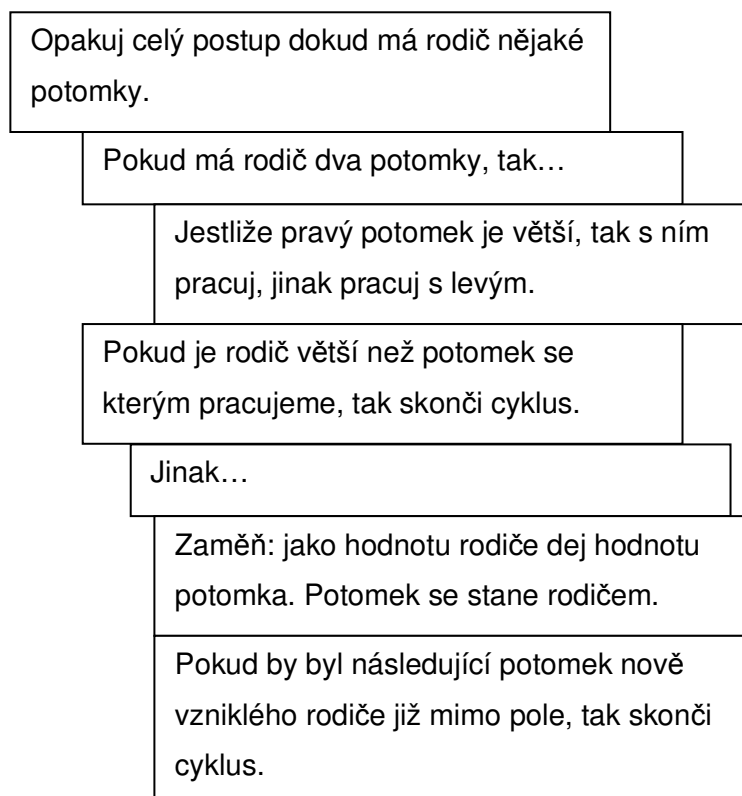 Opakuj celý postup dokud má rodič nějaké
potomky.
Pokud má rodič dva potomky, tak…
Jestliže pravý potomek je větší, tak s ním
pracuj, jinak pracuj s levým.
Pokud je rodič větší než potomek se
kterým pracujeme, tak skonči cyklus.
Jinak…
Zaměň: jako hodnotu rodiče dej hodnotu
potomka. Potomek se stane rodičem.
Pokud by byl následující potomek nově
vzniklého rodiče již mimo pole, tak skonči
cyklus.